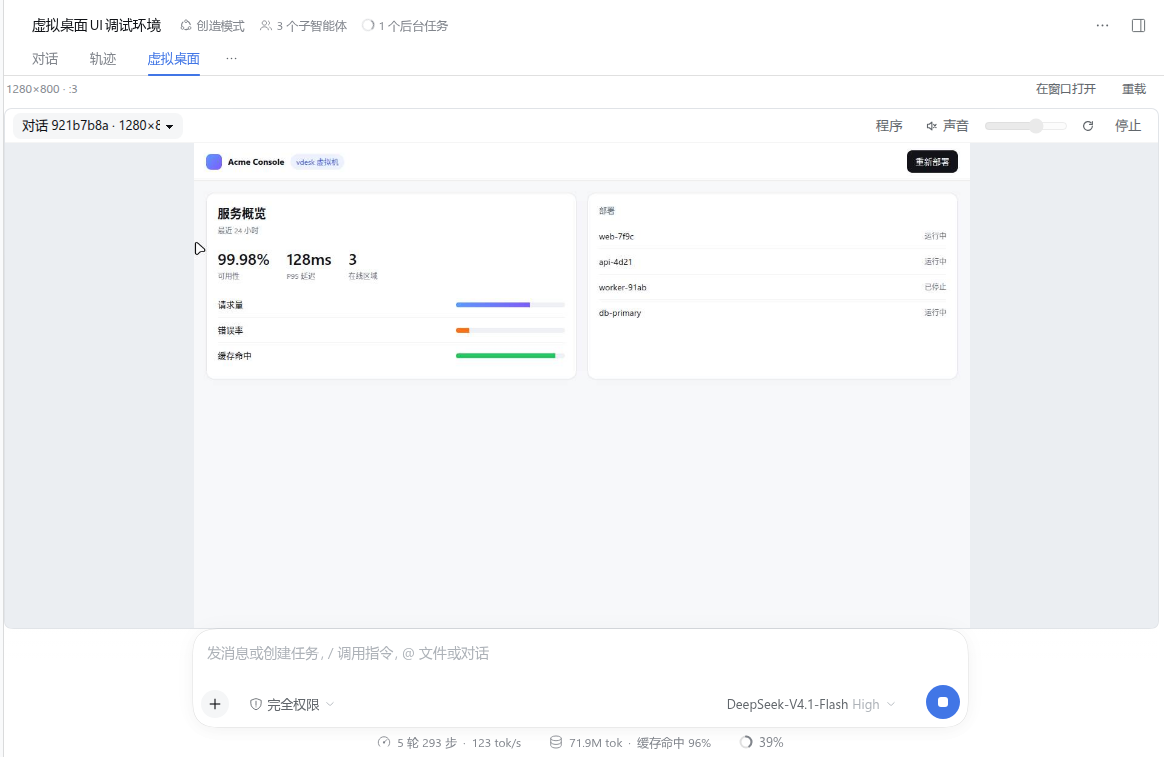 虚拟桌面 UI 调试环境 创造模式 3 个子智能体 1 个后台任务 ···
对话 轨迹 虚拟桌面 ···
1280×800 · :3 在窗口打开 重载
对话 921b7b8a · 1280×8 程序 声音 停止
Acme Console vdesk 虚拟机 重新部署
服务概览
最近 24 小时
99.98% 128ms 3
可用性 P95 延迟 在线区域
请求量
错误率
缓存命中
部署
web-7f9c 运行中
api-4d21 运行中
worker-91ab 已停止
db-primary 运行中
发消息或创建任务, / 调用指令, @ 文件或对话
+ 完全权限 DeepSeek-V4.1-Flash High
5 轮 293 步 · 123 tok/s 71.9M tok · 缓存命中 96% 39%